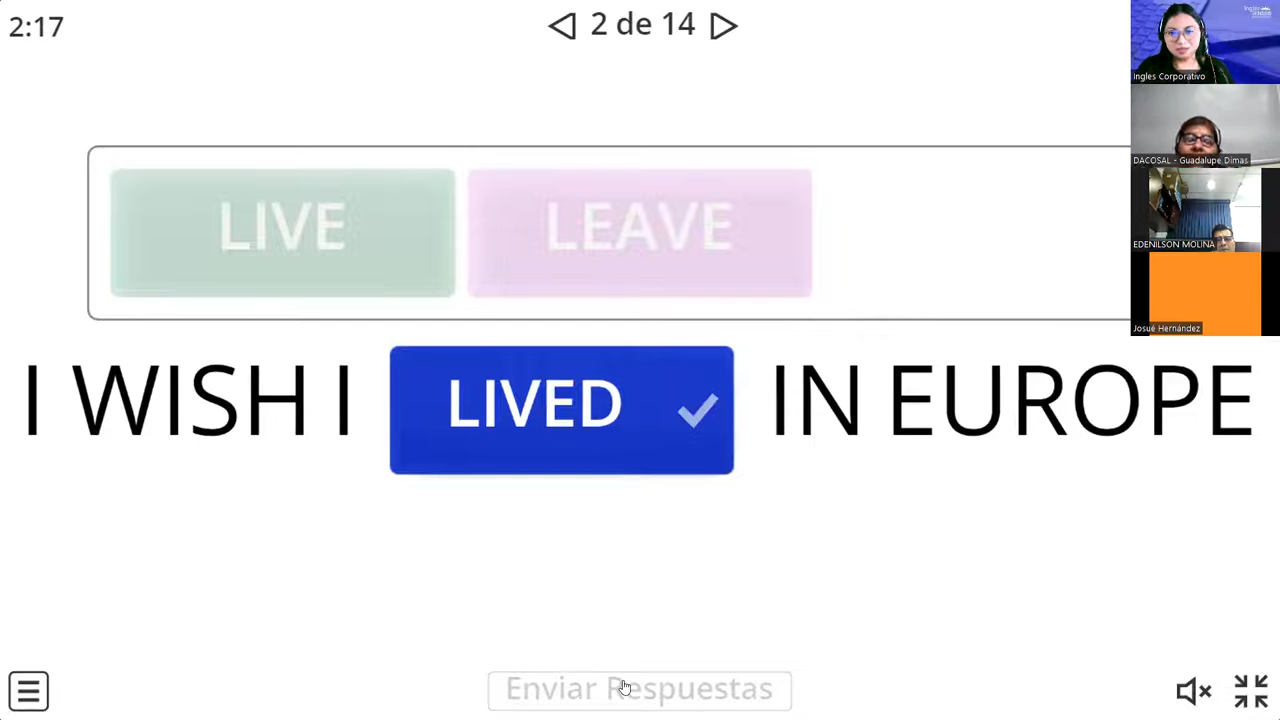 2:17
2 de 14
Ingles Corporativo
DACOSAL - Guadalupe Dimas
EDENILSON MOLINA
Josué Hernández
LIVE
LEAVE
I WISH I LIVED IN EUROPE
Enviar Respuestas